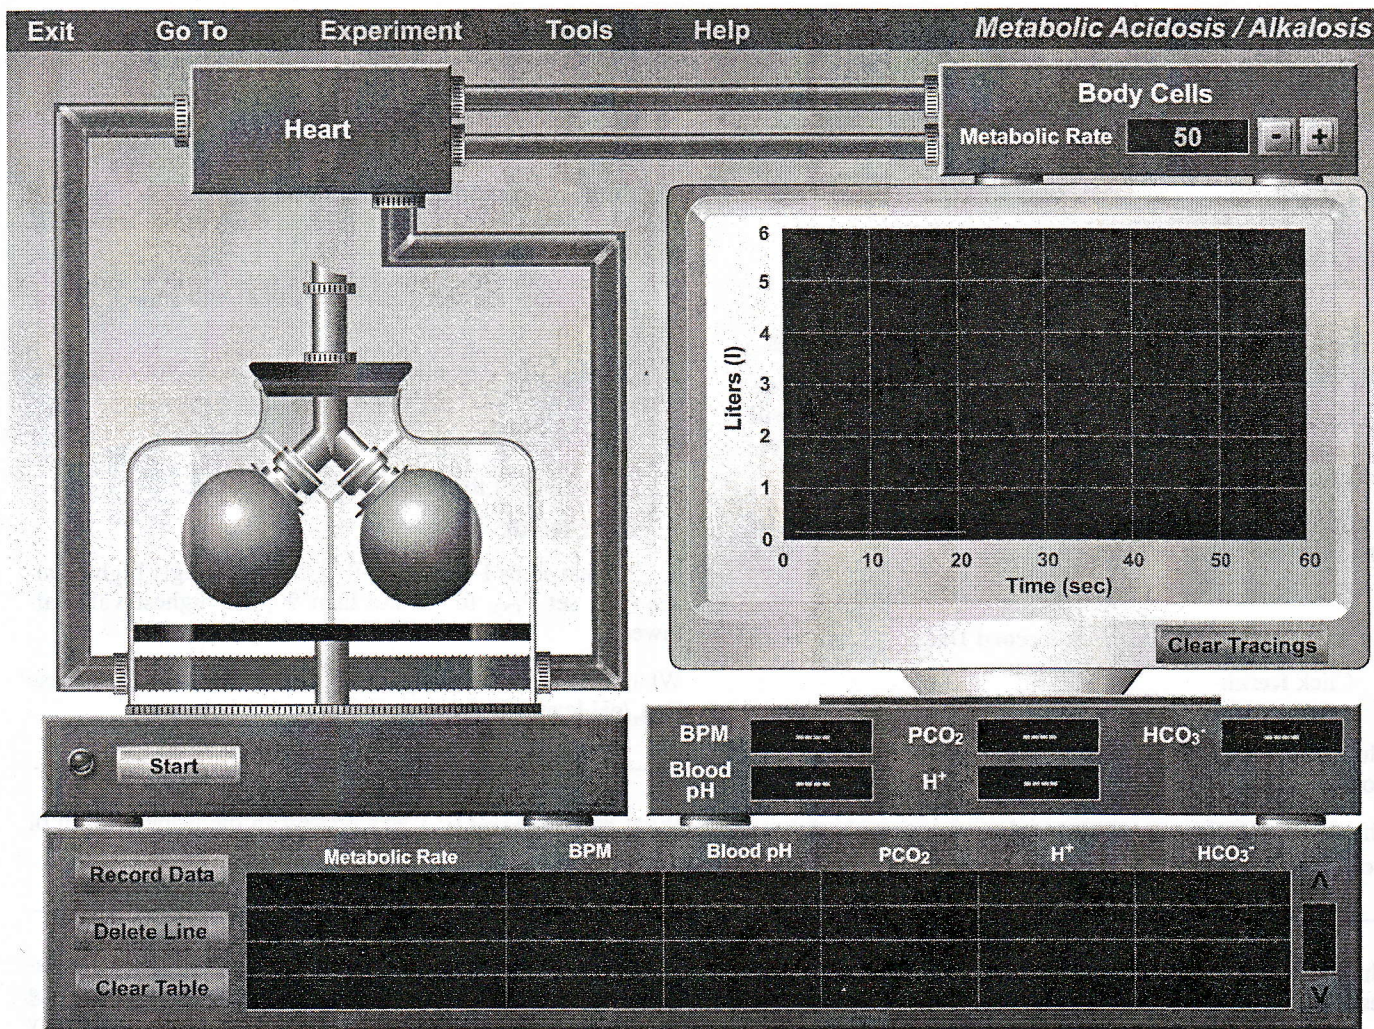 Exit Go To Experiment Tools Help Metabolic Acidosis / Alkalosis
Heart
Body Cells
Metabolic Rate 50 - +
6
5
4
3
2
1
0
Liters (l)
0 10 20 30 40 50 60
Time (sec)
Clear Tracings
Start
BPM ---- PCO₂ ---- HCO₃⁻ ----
Blood pH ---- H⁺ ----
Metabolic Rate BPM Blood pH PCO₂ H⁺ HCO₃⁻
Record Data
Delete Line
Clear Table